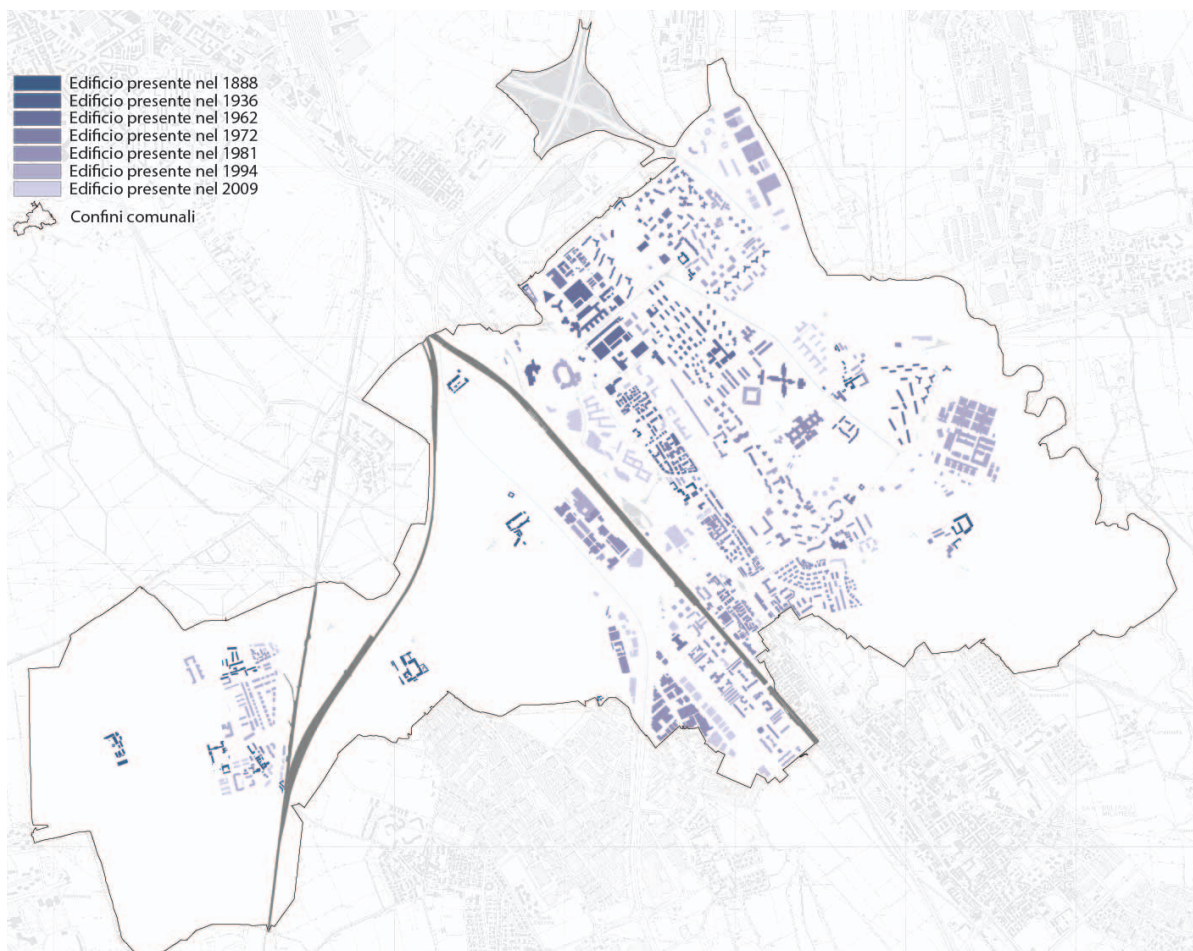 Edificio presente nel 1888
Edificio presente nel 1936
Edificio presente nel 1962
Edificio presente nel 1972
Edificio presente nel 1981
Edificio presente nel 1994
Edificio presente nel 2009
Confini comunali